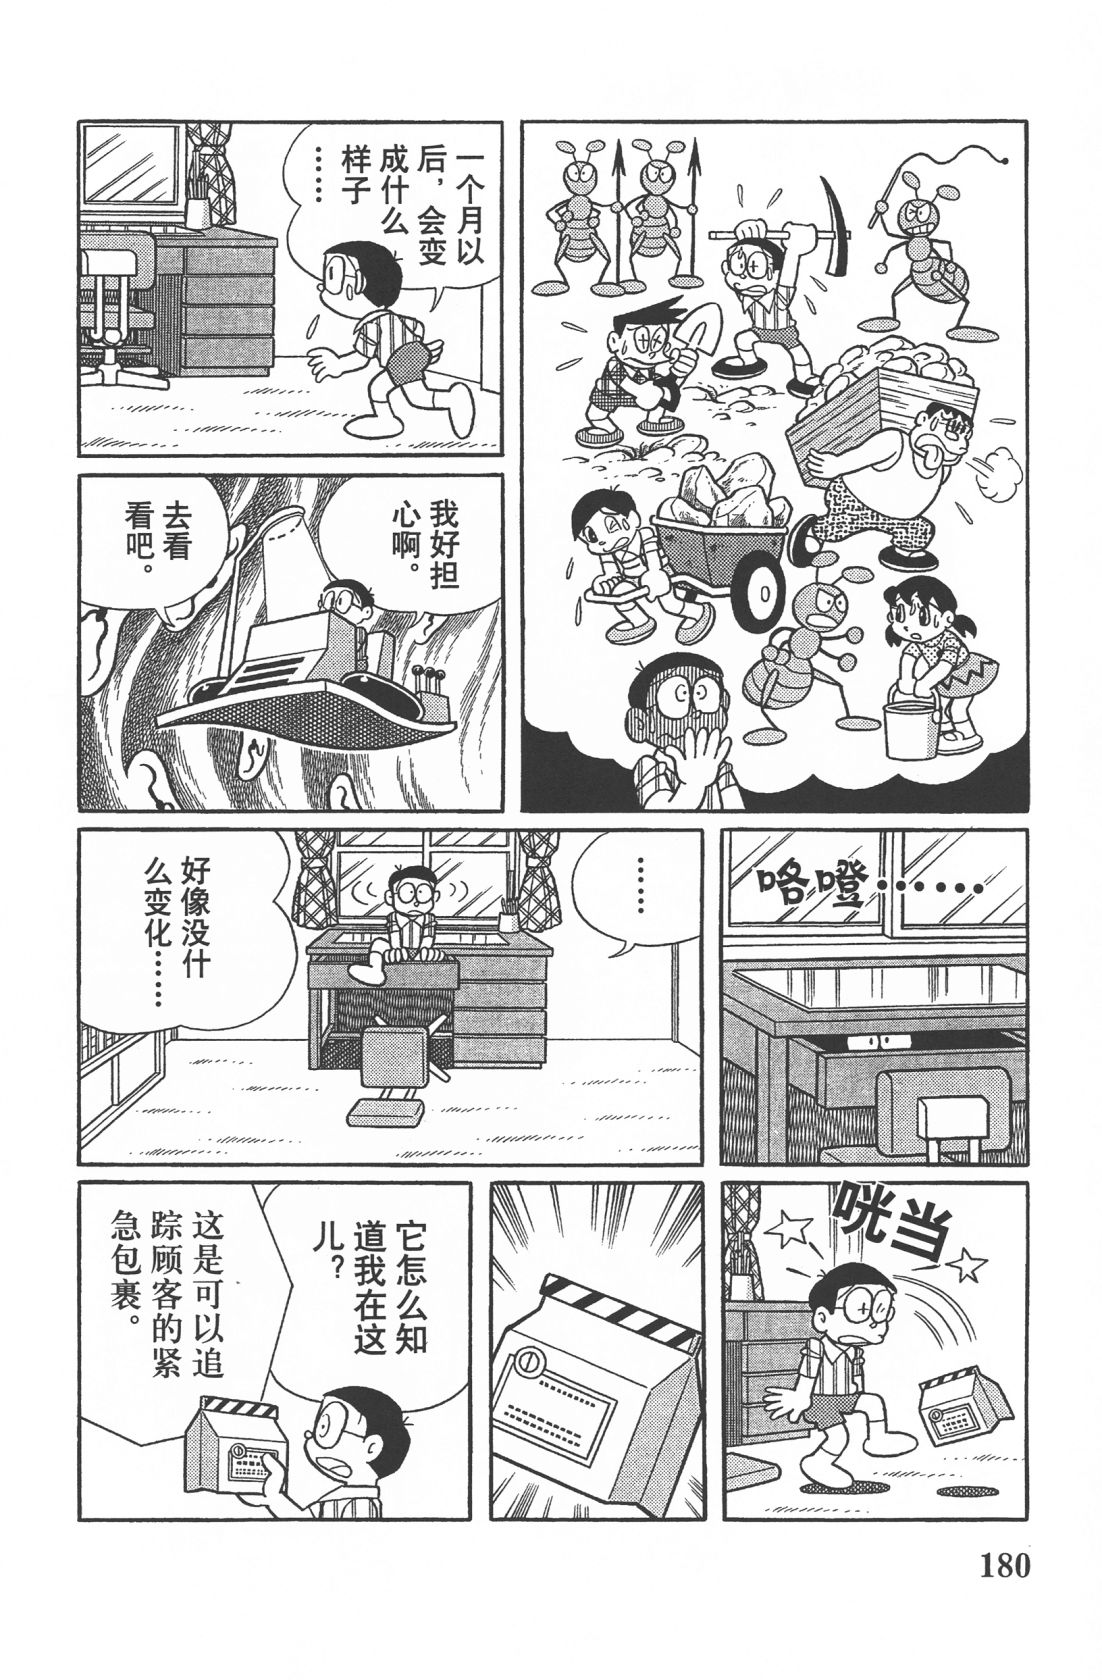 一个月以
后，会变
成什么
样子
……
我好担
心啊。
去看
看吧。
咯噔……
……
好像没什
么变化……
咣当
它怎么知
道我在这
儿？
这是可以追
踪顾客的紧
急包裹。
180